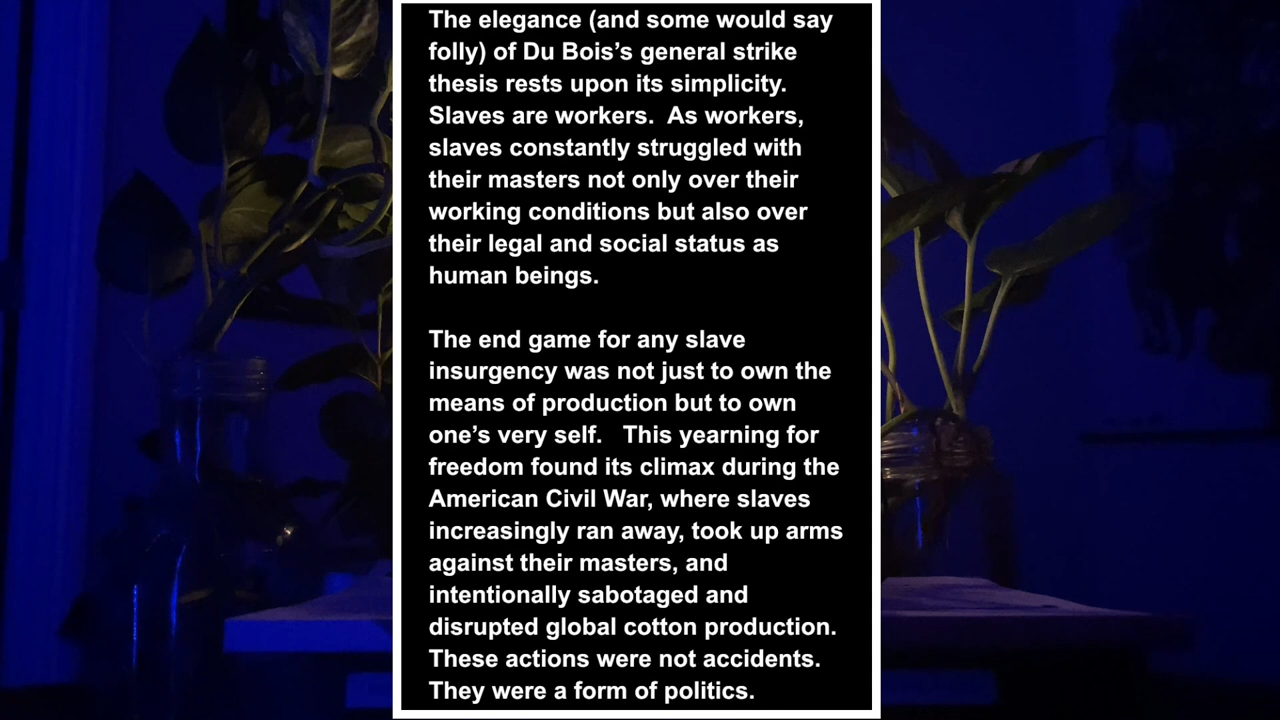 The elegance (and some would say
folly) of Du Bois’s general strike
thesis rests upon its simplicity.
Slaves are workers.  As workers,
slaves constantly struggled with
their masters not only over their
working conditions but also over
their legal and social status as
human beings.

The end game for any slave
insurgency was not just to own the
means of production but to own
one’s very self.   This yearning for
freedom found its climax during the
American Civil War, where slaves
increasingly ran away, took up arms
against their masters, and
intentionally sabotaged and
disrupted global cotton production.
These actions were not accidents.
They were a form of politics.